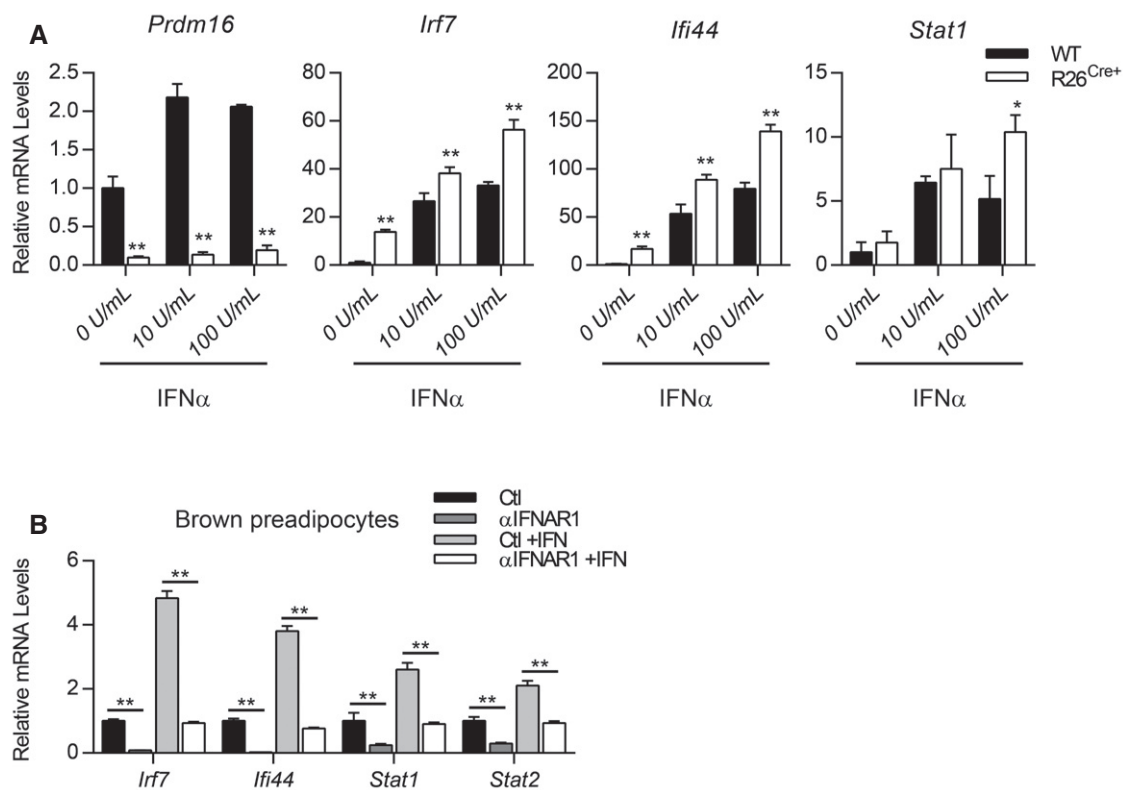 A
Prdm16
Irf7
Ifi44
Stat1
WT
R26Cre+
Relative mRNA Levels
2.5
2.0
1.5
1.0
0.5
0.0
**
**
**
0 U/mL
10 U/mL
100 U/mL
IFNα
80
60
40
20
0
**
**
**
0 U/mL
10 U/mL
100 U/mL
IFNα
200
150
100
50
0
**
**
**
0 U/mL
10 U/mL
100 U/mL
IFNα
15
10
5
0
*
0 U/mL
10 U/mL
100 U/mL
IFNα
B
Brown preadipocytes
Ctl
αIFNAR1
Ctl +IFN
αIFNAR1 +IFN
Relative mRNA Levels
6
4
2
0
**
**
**
**
**
**
**
**
Irf7
Ifi44
Stat1
Stat2